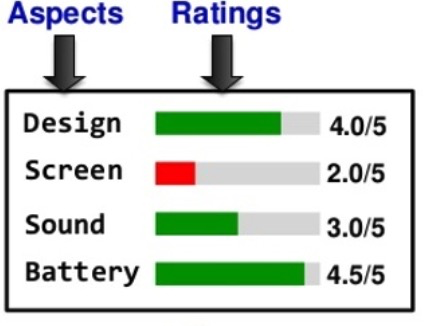 Aspects Ratings
Design 4.0/5
Screen 2.0/5
Sound 3.0/5
Battery 4.5/5